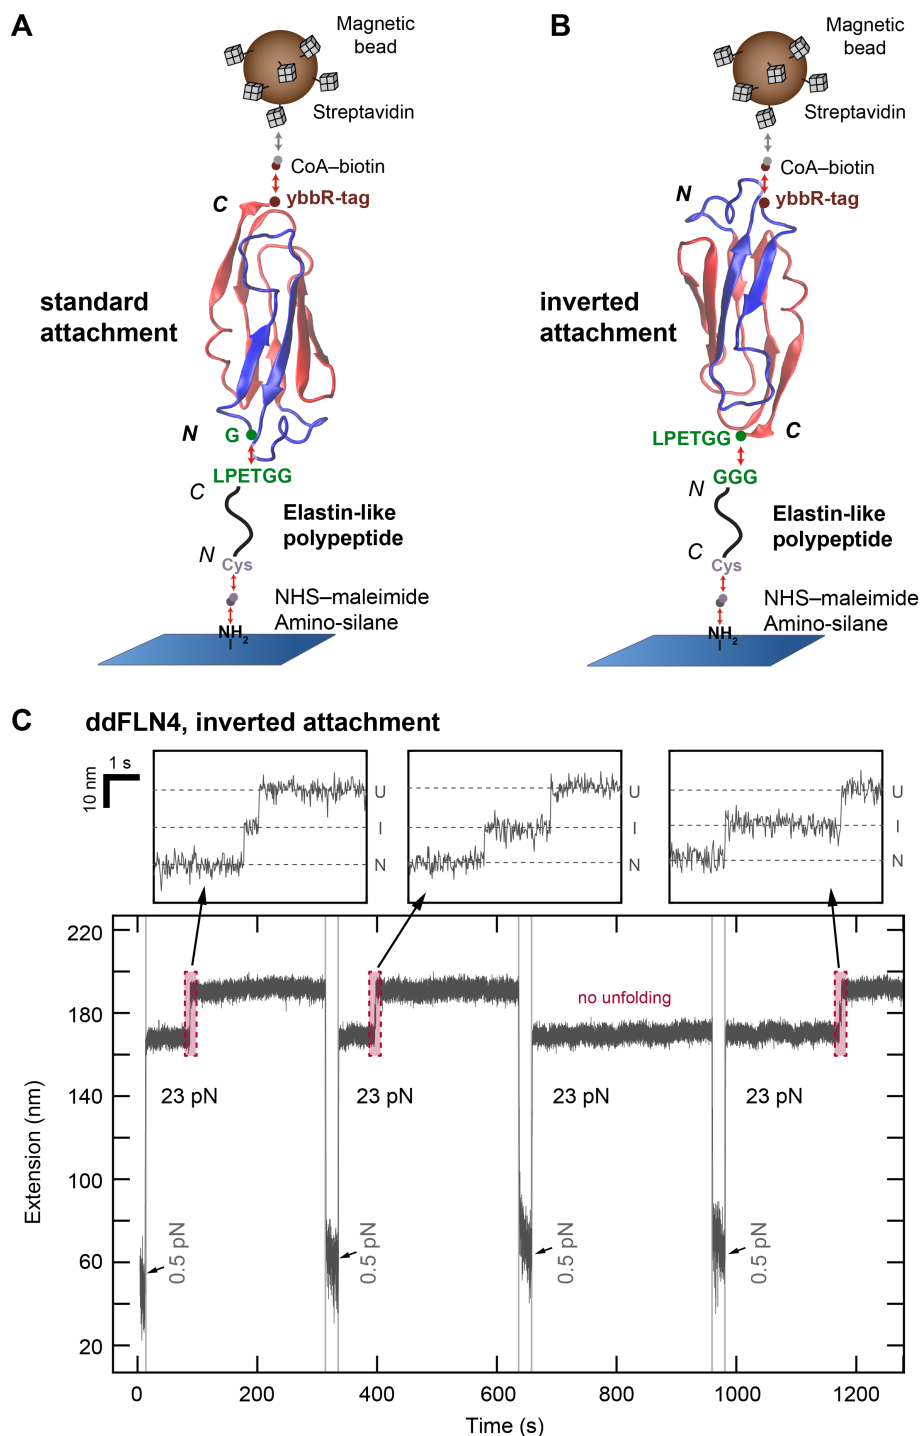 A
Magnetic
bead
Streptavidin
CoA–biotin
C
ybbR-tag
standard
attachment
N
G
LPETGG
C
Elastin-like
polypeptide
N
Cys
NHS–maleimide
Amino-silane
NH2
B
Magnetic
bead
Streptavidin
CoA–biotin
N
ybbR-tag
inverted
attachment
LPETGG
C
GGG
N
Elastin-like
polypeptide
C
Cys
NHS–maleimide
Amino-silane
NH2
C ddFLN4, inverted attachment
1 s
10 nm
U
I
N
U
I
N
U
I
N
220
180
140
100
60
20
Extension (nm)
no unfolding
23 pN
23 pN
23 pN
23 pN
0.5 pN
0.5 pN
0.5 pN
0.5 pN
0
200
400
600
800
1000
1200
Time (s)